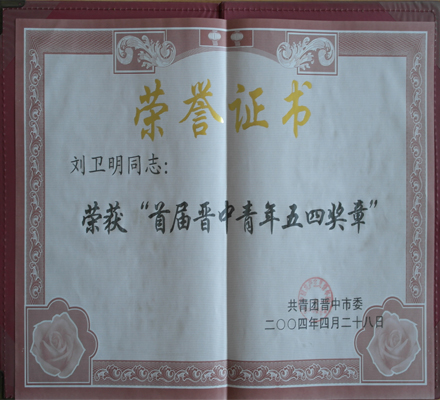 荣誉证书
刘卫明同志：
荣获“首届晋中青年五四奖章”
共青团晋中市委
二〇〇四年四月二十八日